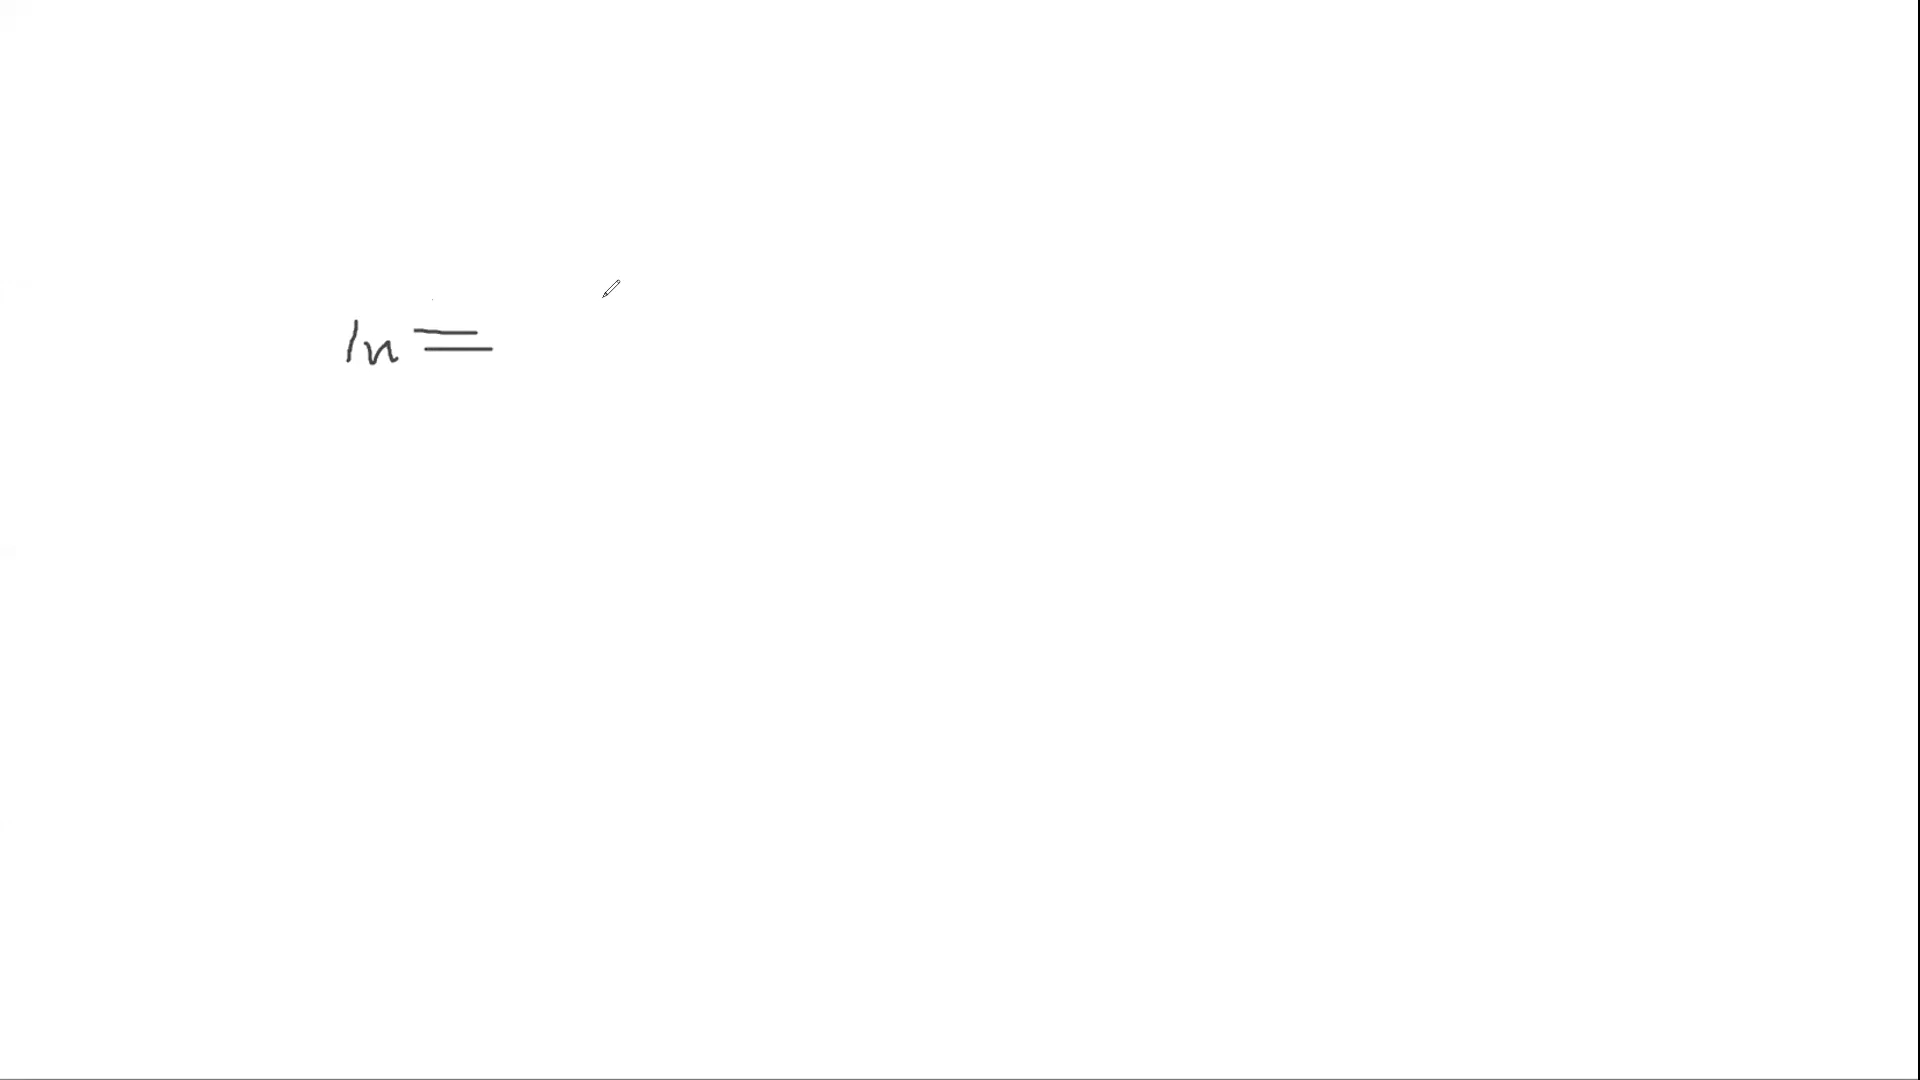 In =